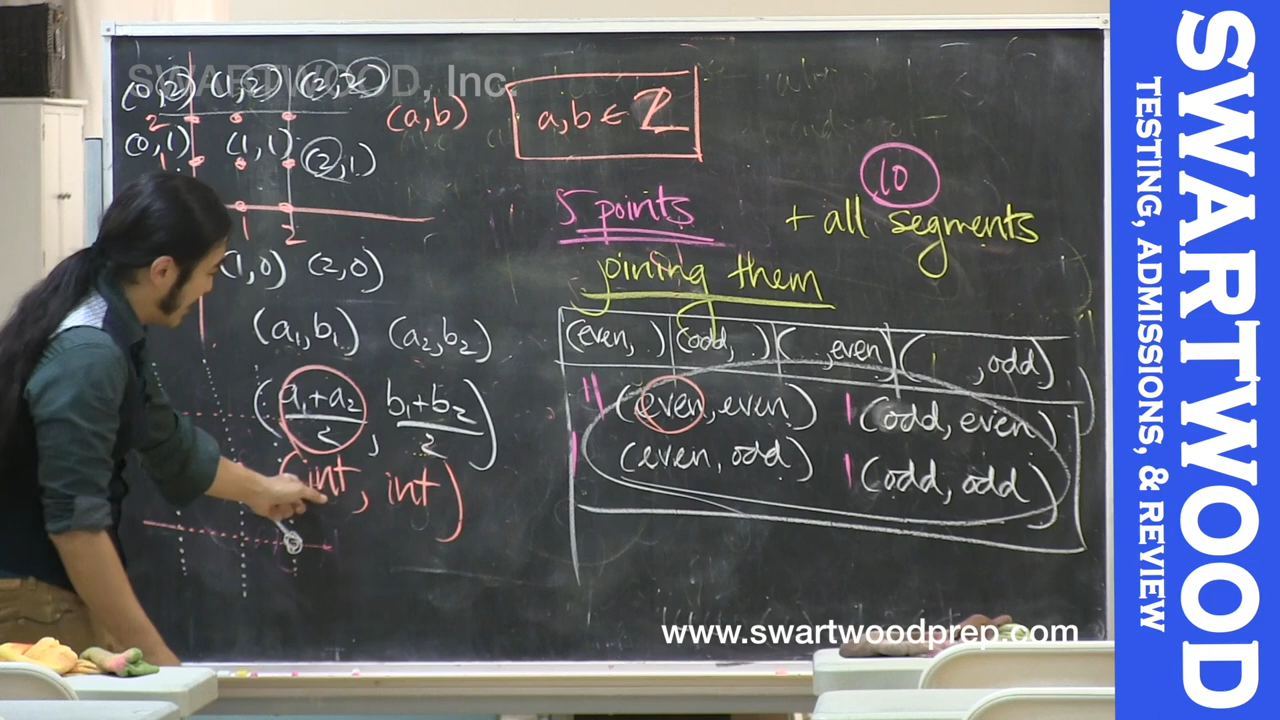 SWARTWOOD, Inc.
(0,2) (1,2) (2,2)
2
(0,1) (1,1) (2,1)
1
1 2
(1,0) (2,0)
(a,b)
a,b ∈ Z
5 points
10
+ all segments
joining them
(a₁,b₁) (a₂,b₂)
(a₁+a₂/2, b₁+b₂/2)
(int, int)
(even, ) (odd, ) ( ,even) ( ,odd)
(even,even) (odd,even)
(even,odd) (odd,odd)
www.swartwoodprep.com
SWARTWOOD
TESTING, ADMISSIONS, & REVIEW